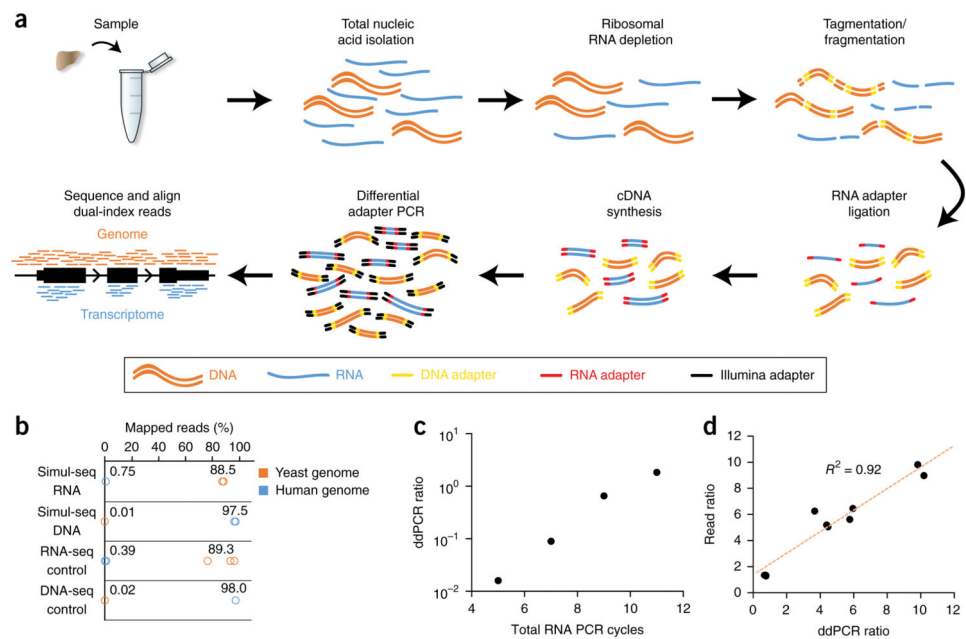 a
Sample
Total nucleic
acid isolation
Ribosomal
RNA depletion
Tagmentation/
fragmentation
Sequence and align
dual-index reads
Genome
Transcriptome
Differential
adapter PCR
cDNA
synthesis
RNA adapter
ligation
DNA
RNA
DNA adapter
RNA adapter
Illumina adapter
b
Mapped reads (%)
0 20 40 60 80 100
Simul-seq
RNA
0.75 88.5
Simul-seq
DNA
0.01 97.5
RNA-seq
control
0.39 89.3
DNA-seq
control
0.02 98.0
Yeast genome
Human genome
c
ddPCR ratio
10¹
10⁰
10⁻¹
10⁻²
4 6 8 10 12
Total RNA PCR cycles
d
Read ratio
12
10
8
6
4
2
0
R² = 0.92
0 2 4 6 8 10 12
ddPCR ratio